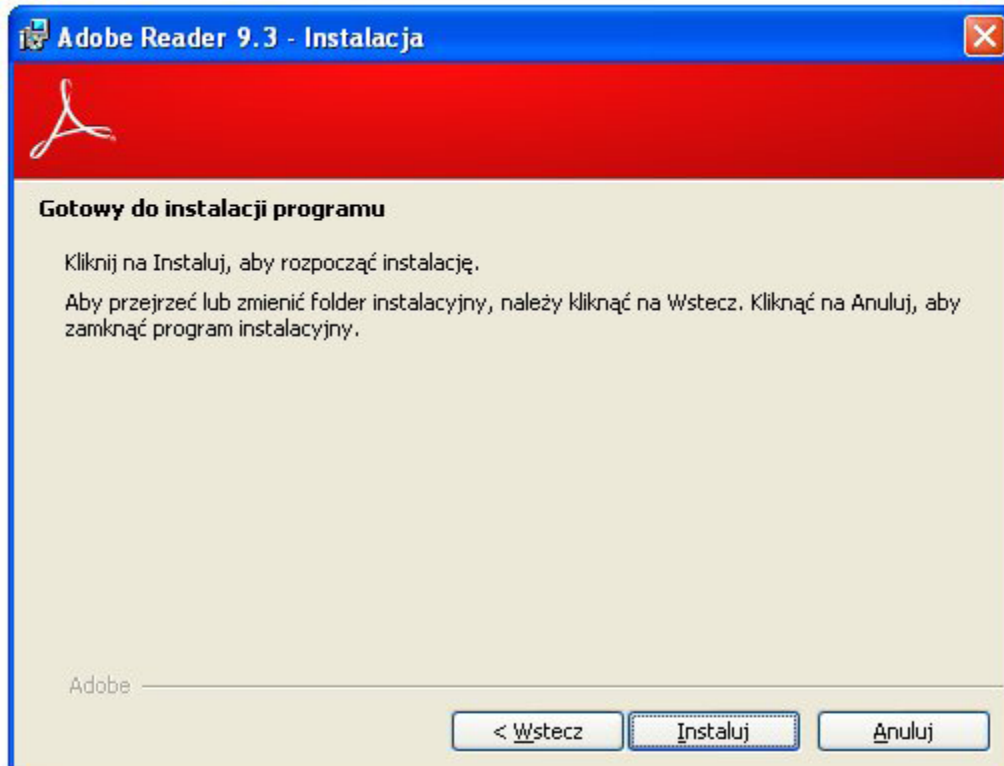 Adobe Reader 9.3 - Instalacja
Gotowy do instalacji programu
Kliknij na Instaluj, aby rozpocząć instalację.
Aby przejrzeć lub zmienić folder instalacyjny, należy kliknąć na Wstecz. Kliknąć na Anuluj, aby
zamknąć program instalacyjny.
Adobe
< Wstecz Instaluj Anuluj